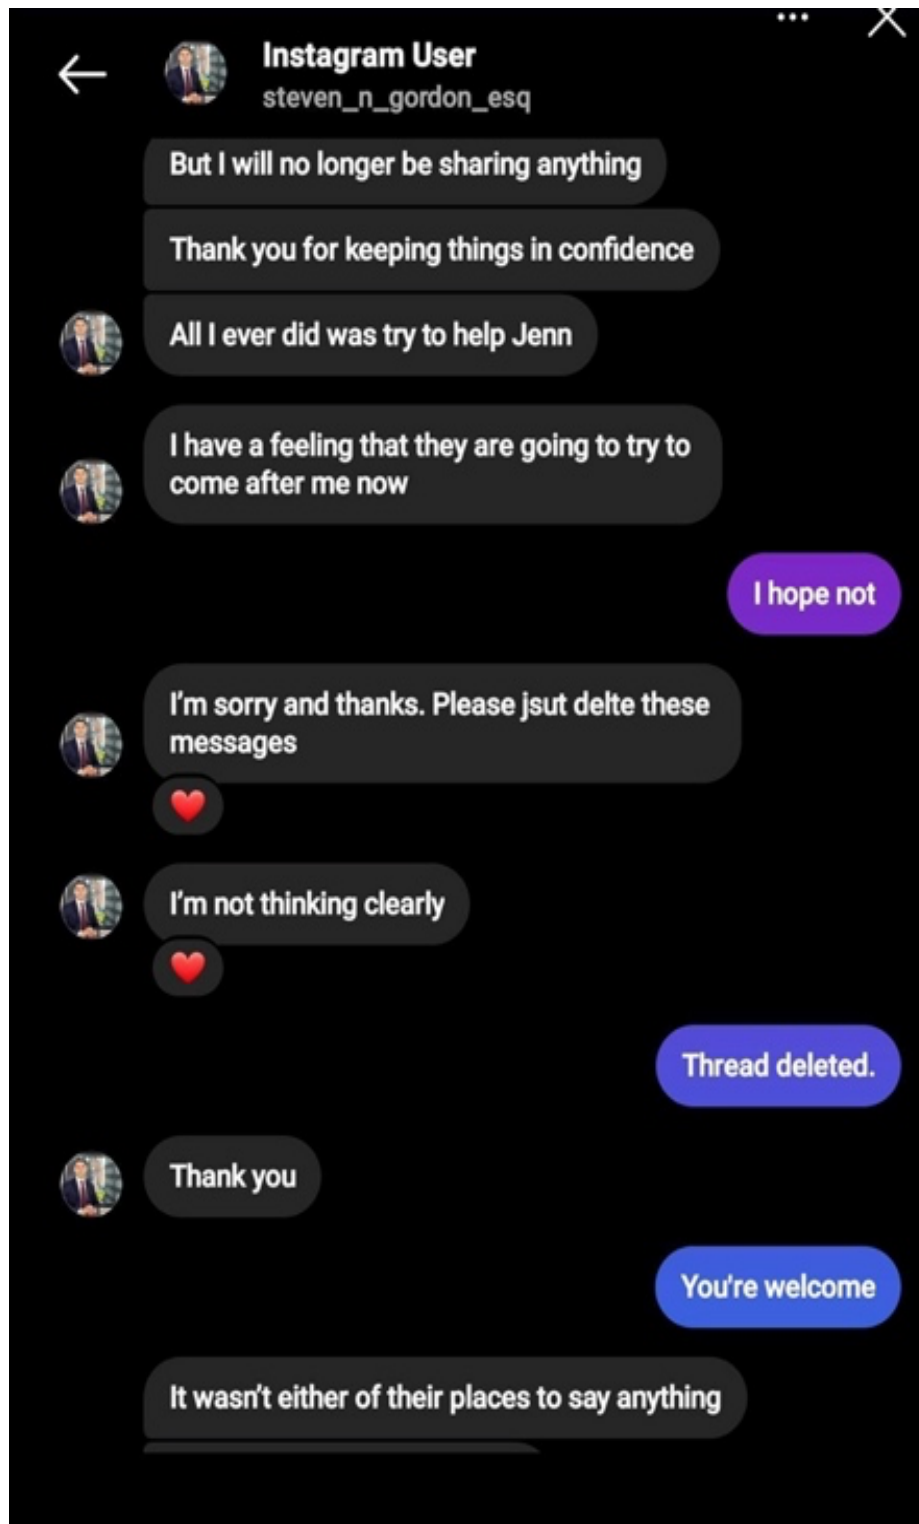 Instagram User
steven_n_gordon_esq
But I will no longer be sharing anything
Thank you for keeping things in confidence
All I ever did was try to help Jenn
I have a feeling that they are going to try to
come after me now
I hope not
I'm sorry and thanks. Please jsut delte these
messages
I'm not thinking clearly
Thread deleted.
Thank you
You're welcome
It wasn't either of their places to say anything